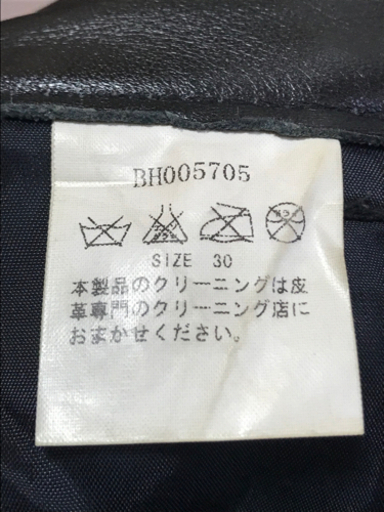 BH005705
SIZE 30
本製品のクリーニングは皮
革専門のクリーニング店に
おまかせください。